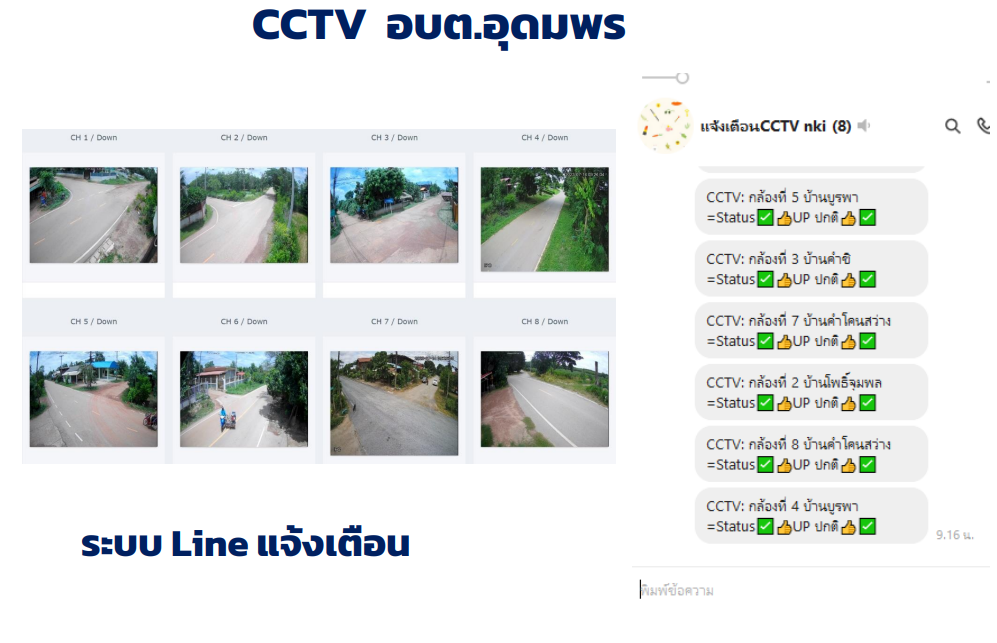 CCTV อบต.อุดมพร
CH 1 / Down
CH 2 / Down
CH 3 / Down
CH 4 / Down
CH 5 / Down
CH 6 / Down
CH 7 / Down
CH 8 / Down
ระบบ Line แจ้งเตือน
แจ้งเตือนCCTV nki (8)
CCTV: กล้องที่ 5 บ้านบูรพา
=Status✅👍UP ปกติ👍✅
CCTV: กล้องที่ 3 บ้านคำชิ
=Status✅👍UP ปกติ👍✅
CCTV: กล้องที่ 7 บ้านคำโคนสว่าง
=Status✅👍UP ปกติ👍✅
CCTV: กล้องที่ 2 บ้านโพธิ์จุมพล
=Status✅👍UP ปกติ👍✅
CCTV: กล้องที่ 8 บ้านคำโคนสว่าง
=Status✅👍UP ปกติ👍✅
CCTV: กล้องที่ 4 บ้านบูรพา
=Status✅👍UP ปกติ👍✅
9.16 น.
พิมพ์ข้อความ